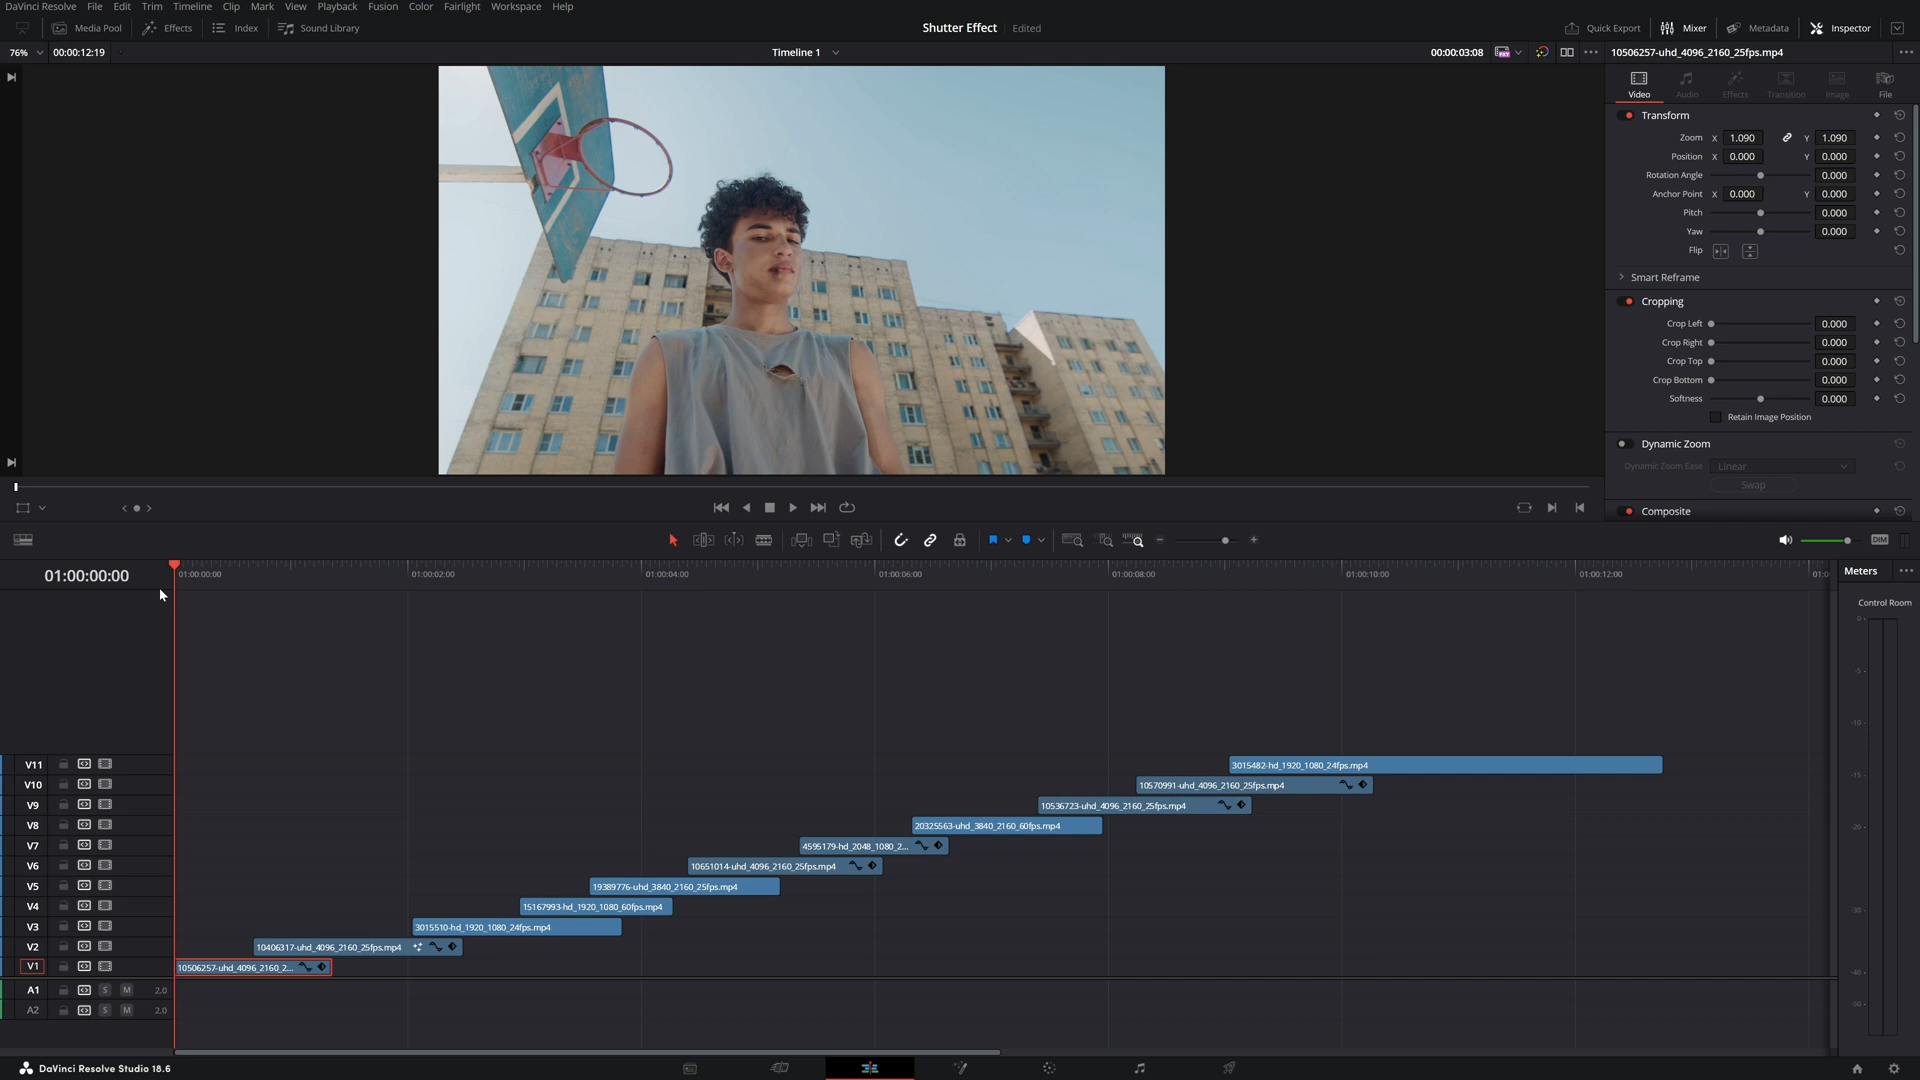 DaVinci Resolve File Edit Trim Timeline Clip Mark View Playback Fusion Color Fairlight Workspace Help
Media Pool Effects Index Sound Library Shutter Effect Edited Quick Export Mixer Metadata Inspector
76% 00:00:12:19 Timeline 1 00:00:03:08 10506257-uhd_4096_2160_25fps.mp4
Video Audio Effects Transition Image File
Transform
Zoom X 1.090 Y 1.090
Position X 0.000 Y 0.000
Rotation Angle 0.000
Anchor Point X 0.000 Y 0.000
Pitch 0.000
Yaw 0.000
Flip
Smart Reframe
Cropping
Crop Left 0.000
Crop Right 0.000
Crop Top 0.000
Crop Bottom 0.000
Softness 0.000
Retain Image Position
Dynamic Zoom
Dynamic Zoom Ease Linear
Swap
Composite
DIM
01:00:00:00 01:00:00:00 01:00:02:00 01:00:04:00 01:00:06:00 01:00:08:00 01:00:10:00 01:00:12:00 Meters
Control Room
0
-5
-10
-15
-20
-30
-40
-50
V11 3015482-hd_1920_1080_24fps.mp4
V10 10570991-uhd_4096_2160_25fps.mp4
V9 10536723-uhd_4096_2160_25fps.mp4
V8 20325563-uhd_3840_2160_60fps.mp4
V7 4595179-hd_2048_1080_2...
V6 10651014-uhd_4096_2160_25fps.mp4
V5 19389776-uhd_3840_2160_25fps.mp4
V4 15167993-hd_1920_1080_60fps.mp4
V3 3015510-hd_1920_1080_24fps.mp4
V2 10406317-uhd_4096_2160_25fps.mp4
V1 10506257-uhd_4096_2160_2...
A1 S M 2.0
A2 S M 2.0
DaVinci Resolve Studio 18.6